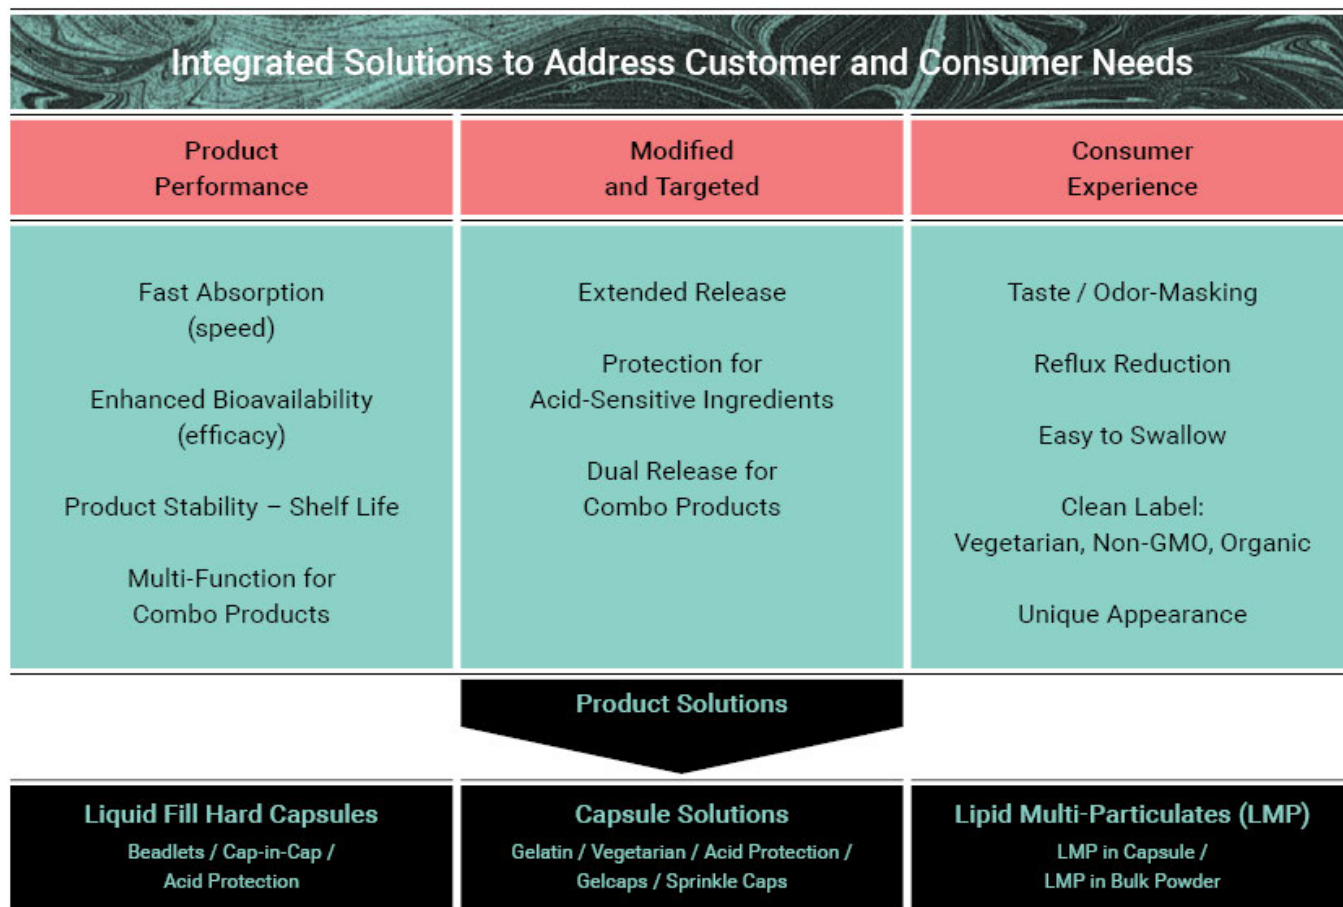 Integrated Solutions to Address Customer and Consumer Needs
Product
Performance
Modified
and Targeted
Consumer
Experience
Fast Absorption
(speed)
Enhanced Bioavailability
(efficacy)
Product Stability – Shelf Life
Multi-Function for
Combo Products
Extended Release
Protection for
Acid-Sensitive Ingredients
Dual Release for
Combo Products
Taste / Odor-Masking
Reflux Reduction
Easy to Swallow
Clean Label:
Vegetarian, Non-GMO, Organic
Unique Appearance
Product Solutions
Liquid Fill Hard Capsules
Beadlets / Cap-in-Cap /
Acid Protection
Capsule Solutions
Gelatin / Vegetarian / Acid Protection /
Gelcaps / Sprinkle Caps
Lipid Multi-Particulates (LMP)
LMP in Capsule /
LMP in Bulk Powder